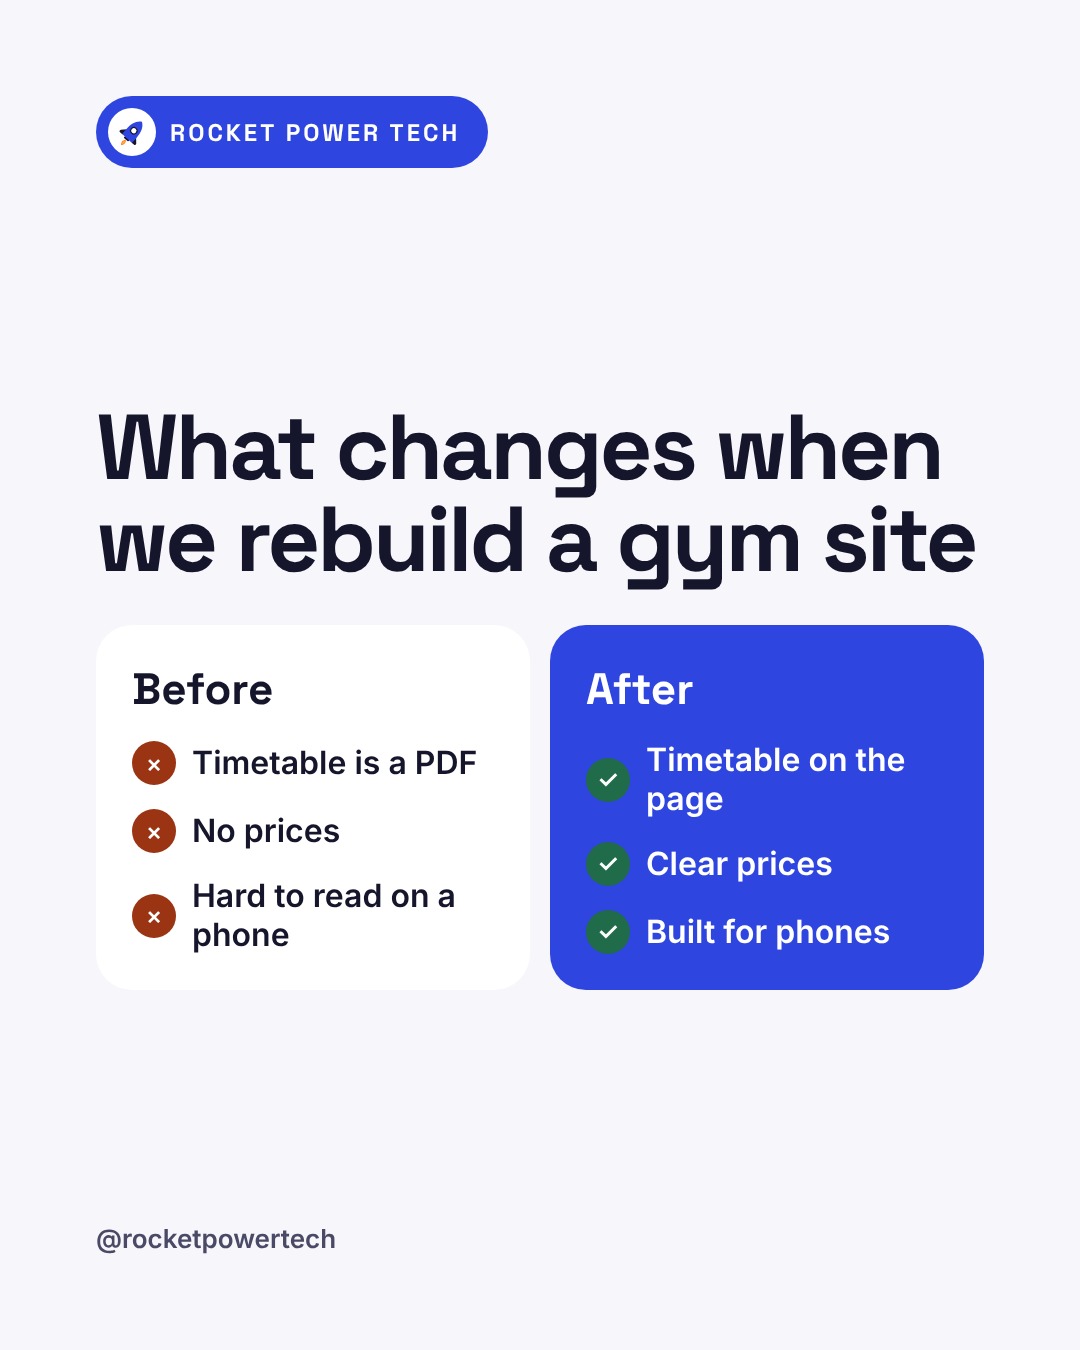 ROCKET POWER TECH
What changes when
we rebuild a gym site
Before
Timetable is a PDF
No prices
Hard to read on a
phone
After
Timetable on the
page
Clear prices
Built for phones
@rocketpowertech